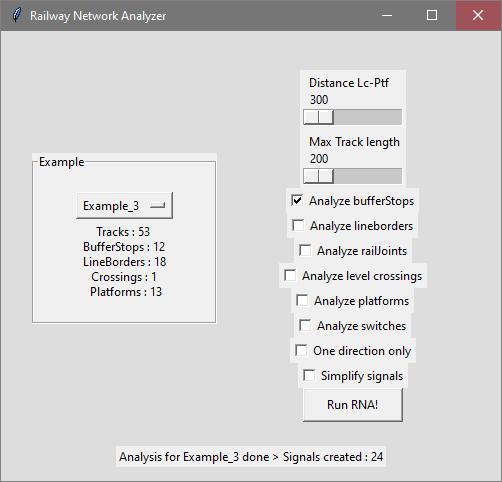 Railway Network Analyzer
Example
Example_3
Tracks : 53
BufferStops : 12
LineBorders : 18
Crossings : 1
Platforms : 13
Distance Lc-Ptf
300
Max Track length
200
Analyze bufferStops
Analyze lineborders
Analyze railJoints
Analyze level crossings
Analyze platforms
Analyze switches
One direction only
Simplify signals
Run RNA!
Analysis for Example_3 done > Signals created : 24